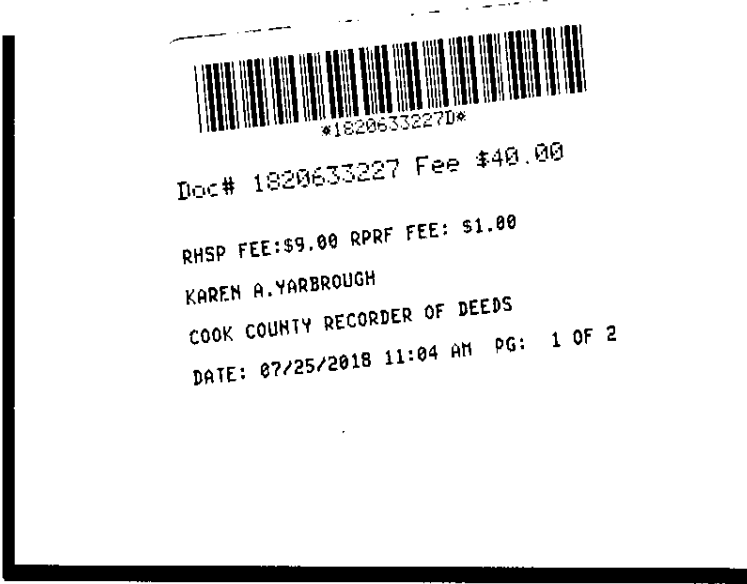 *1820633227D*
Doc# 1820633227 Fee $40.00
RHSP FEE:$9.00 RPRF FEE: $1.00
KAREN A.YARBROUGH
COOK COUNTY RECORDER OF DEEDS
DATE: 07/25/2018 11:04 AM PG: 1 OF 2